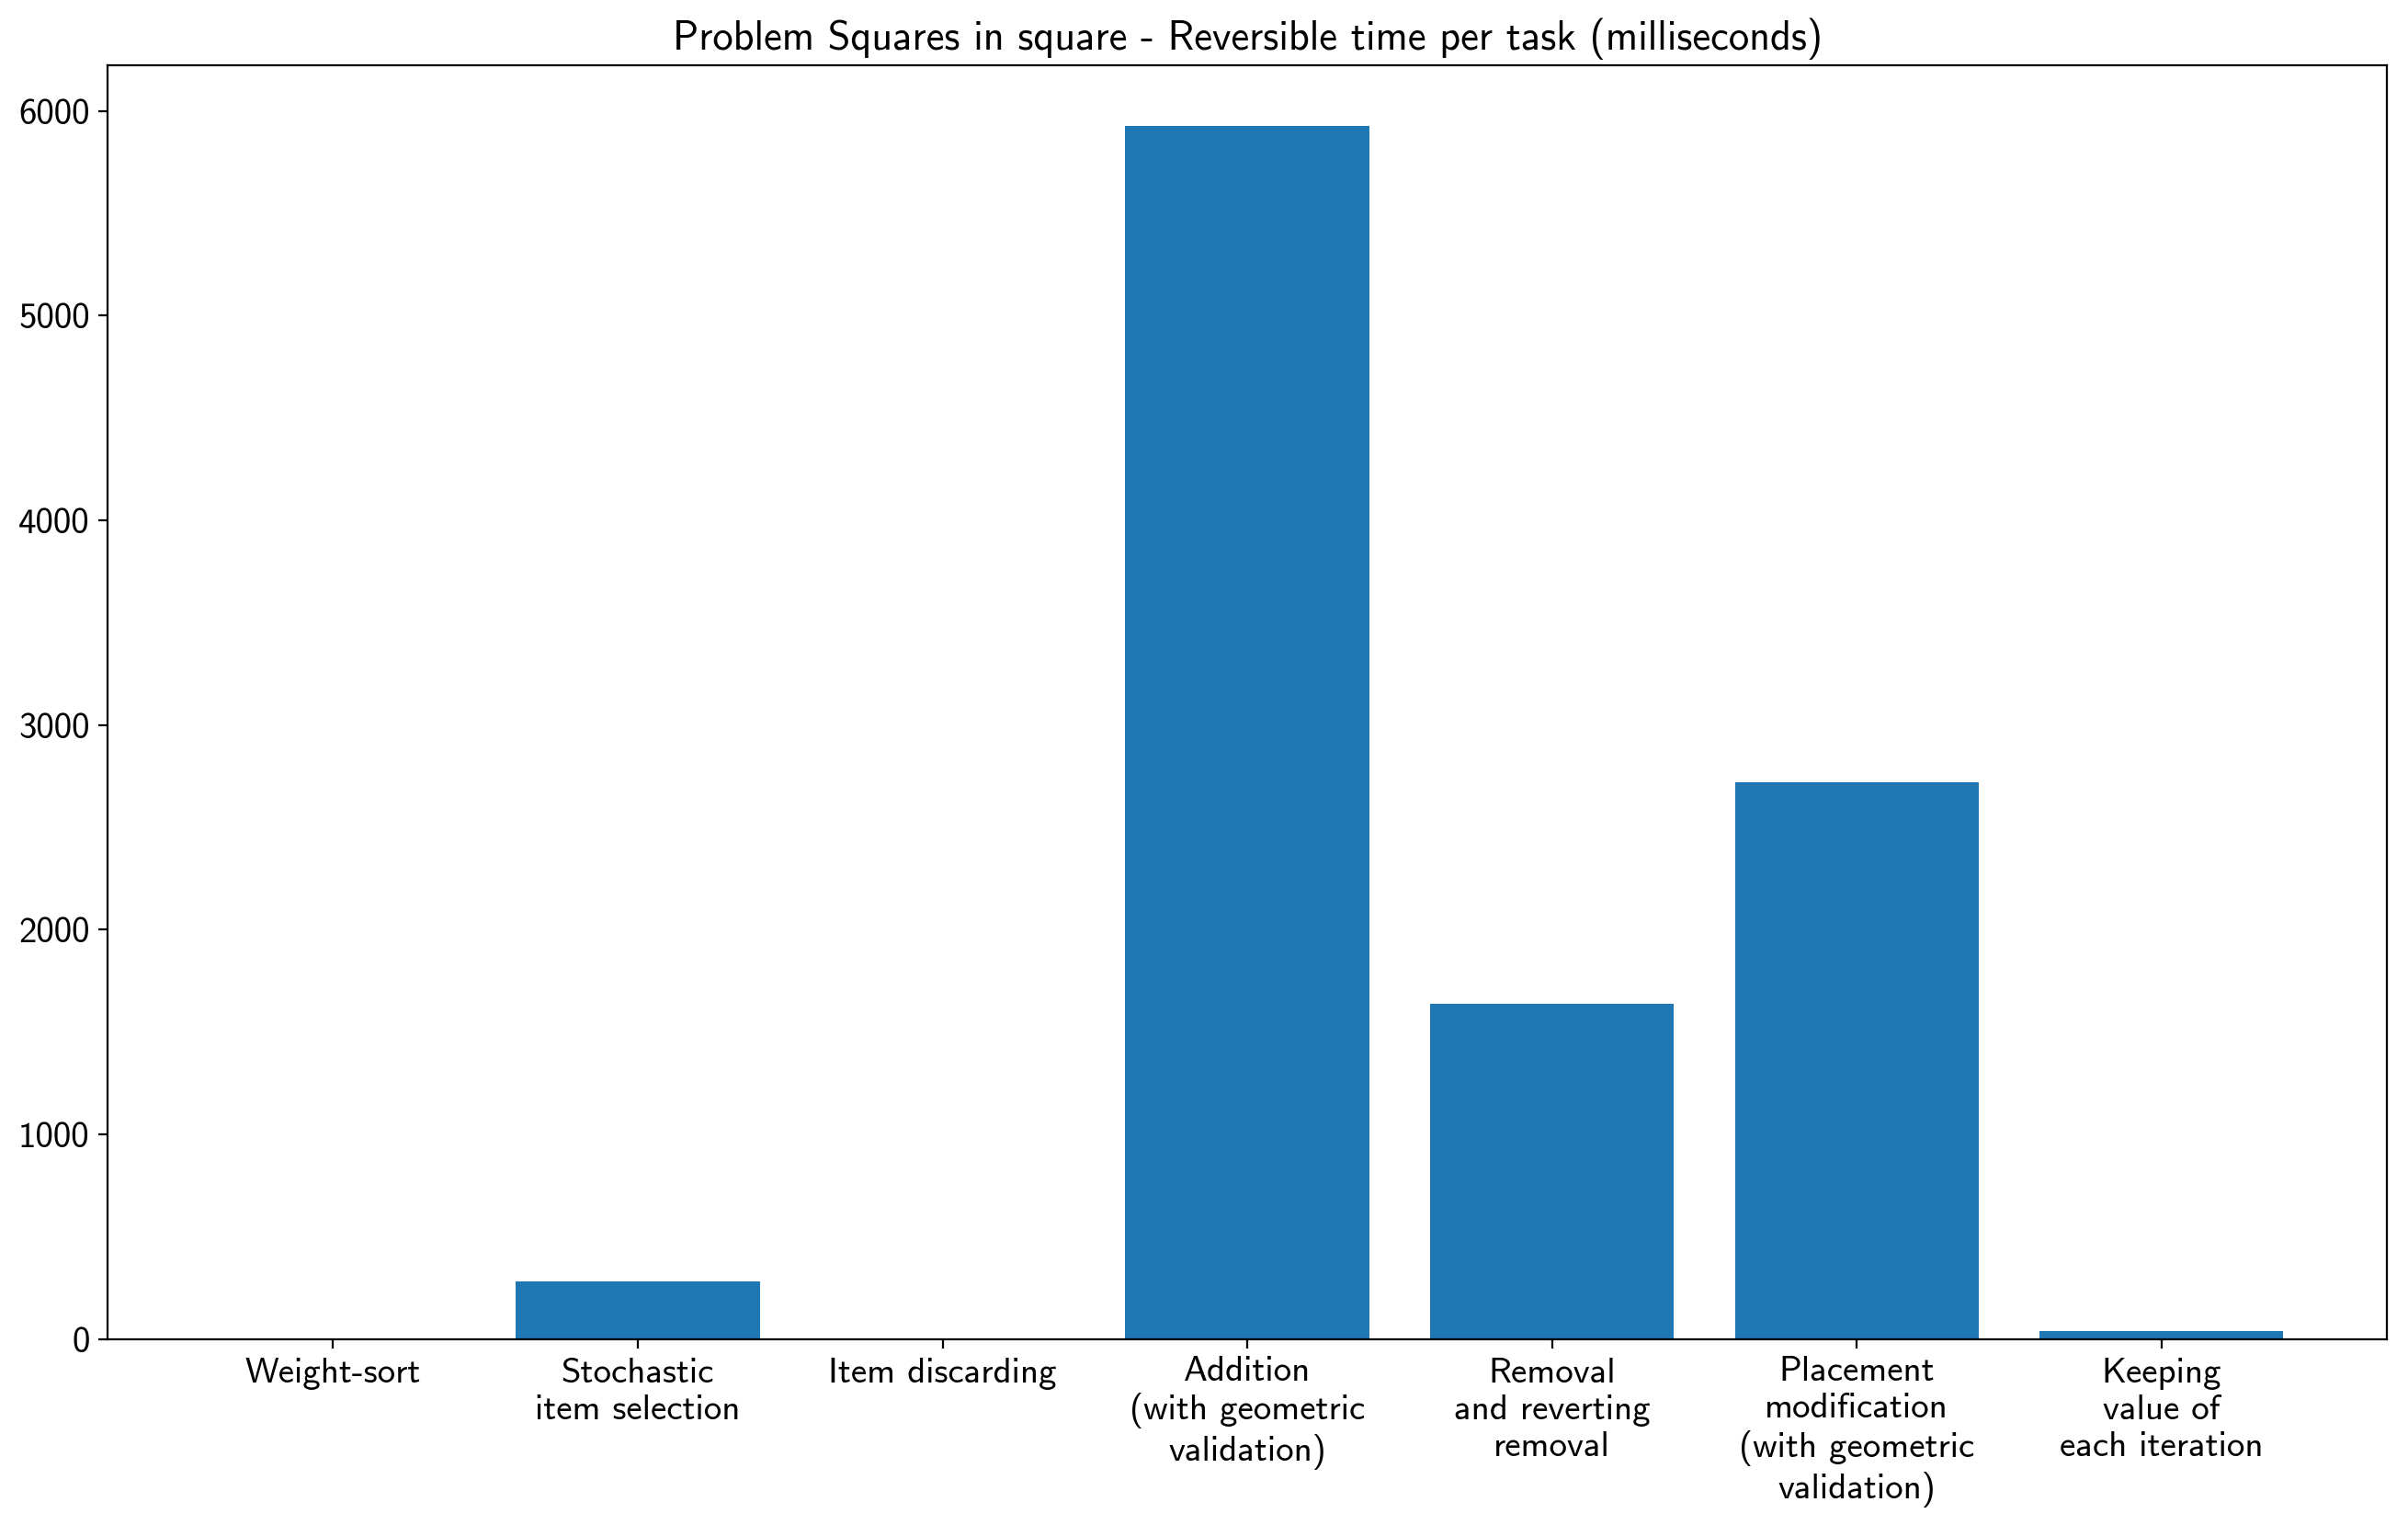 Problem Squares in square - Reversible time per task (milliseconds)
6000
5000
4000
3000
2000
1000
0
Weight-sort
Stochastic
item selection
Item discarding
Addition
(with geometric
validation)
Removal
and reverting
removal
Placement
modification
(with geometric
validation)
Keeping
value of
each iteration